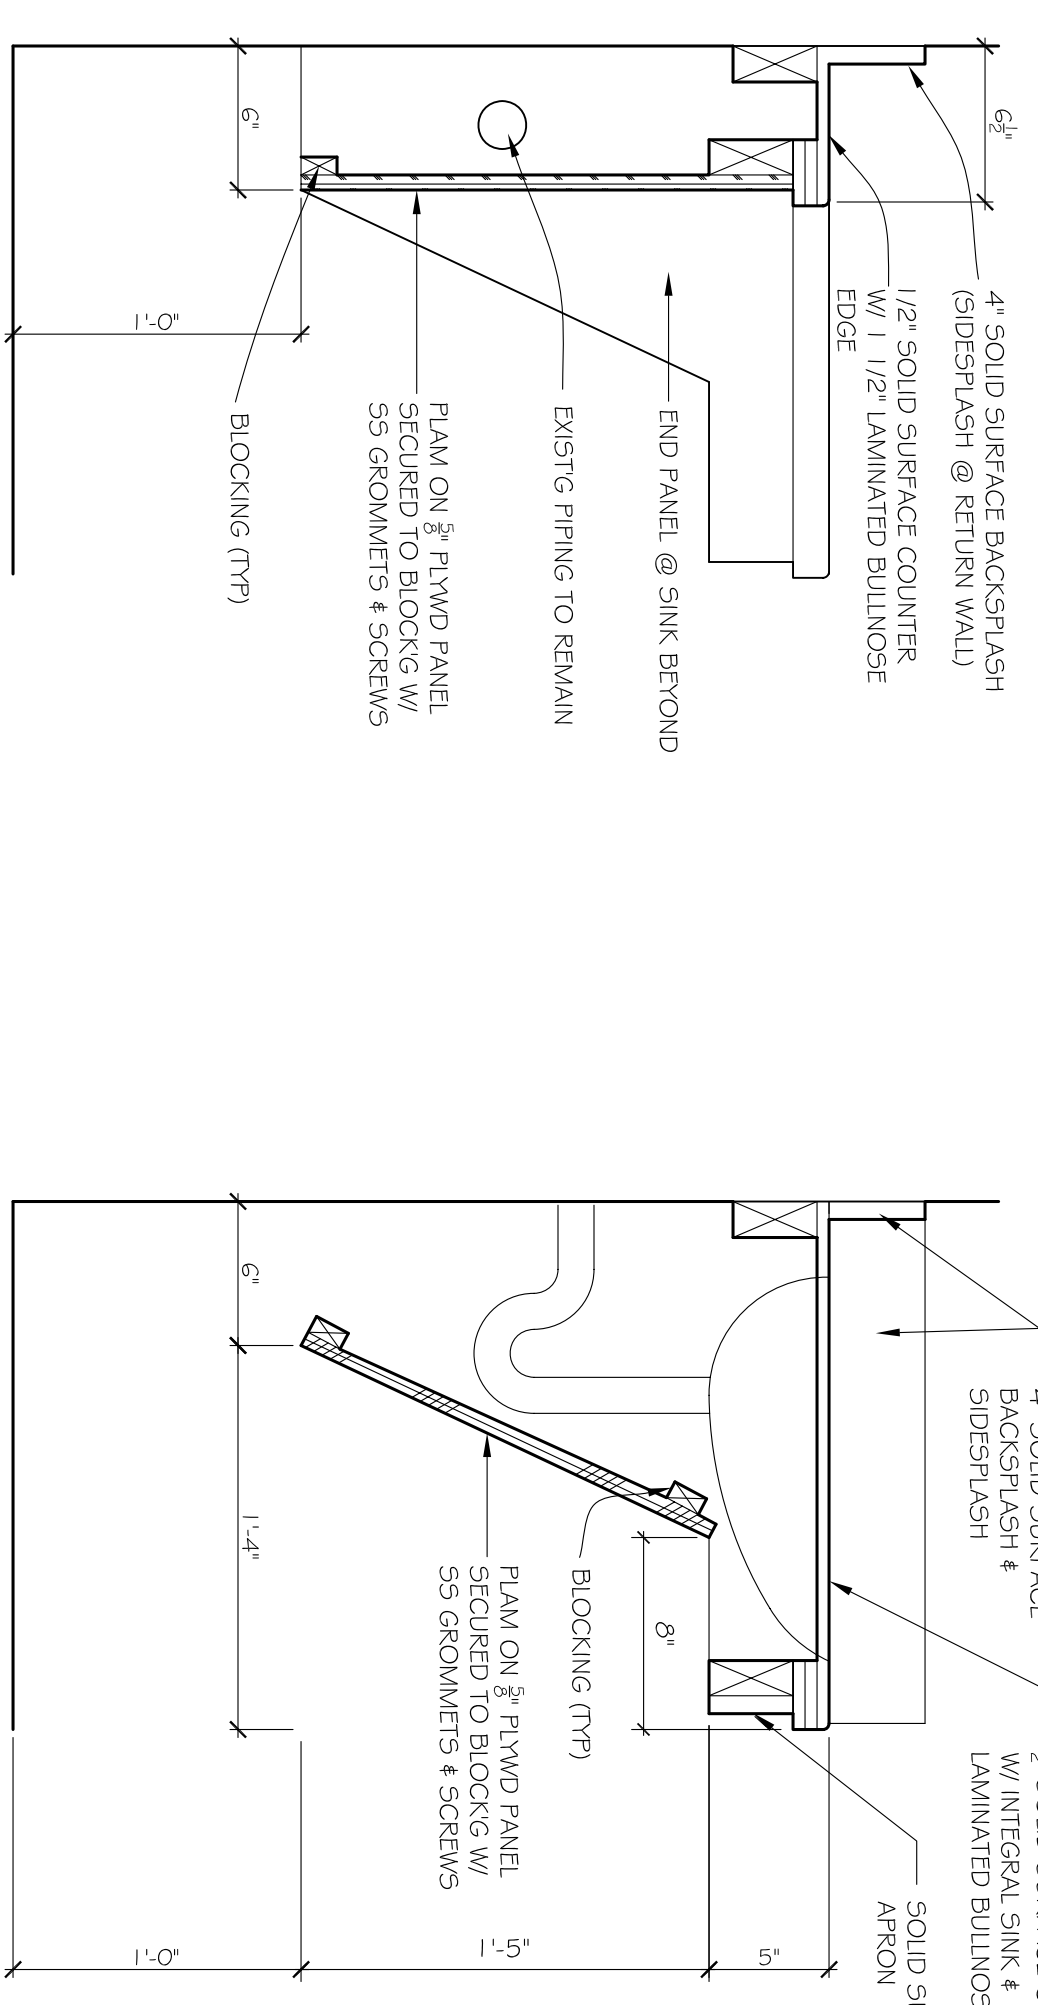 6 1/2"
4" SOLID SURFACE BACKSPLASH
(SIDESPLASH @ RETURN WALL)
1/2" SOLID SURFACE COUNTER
W/ 1 1/2" LAMINATED BULLNOSE
EDGE
END PANEL @ SINK BEYOND
EXIST'G PIPING TO REMAIN
PLAM ON 5/8" PLYWD PANEL
SECURED TO BLOCK'G W/
SS GROMMETS & SCREWS
BLOCKING (TYP)
6"
1'-0"
BACKSPLASH &
SIDESPLASH
W/ INTEGRAL SINK &
LAMINATED
SOLID
APRON
8"
BLOCKING (TYP)
PLAM ON 5/8" PLYWD PANEL
SECURED TO BLOCK'G W/
SS GROMMETS & SCREWS
6"
1'-4"
5"
1'-5"
1'-0"